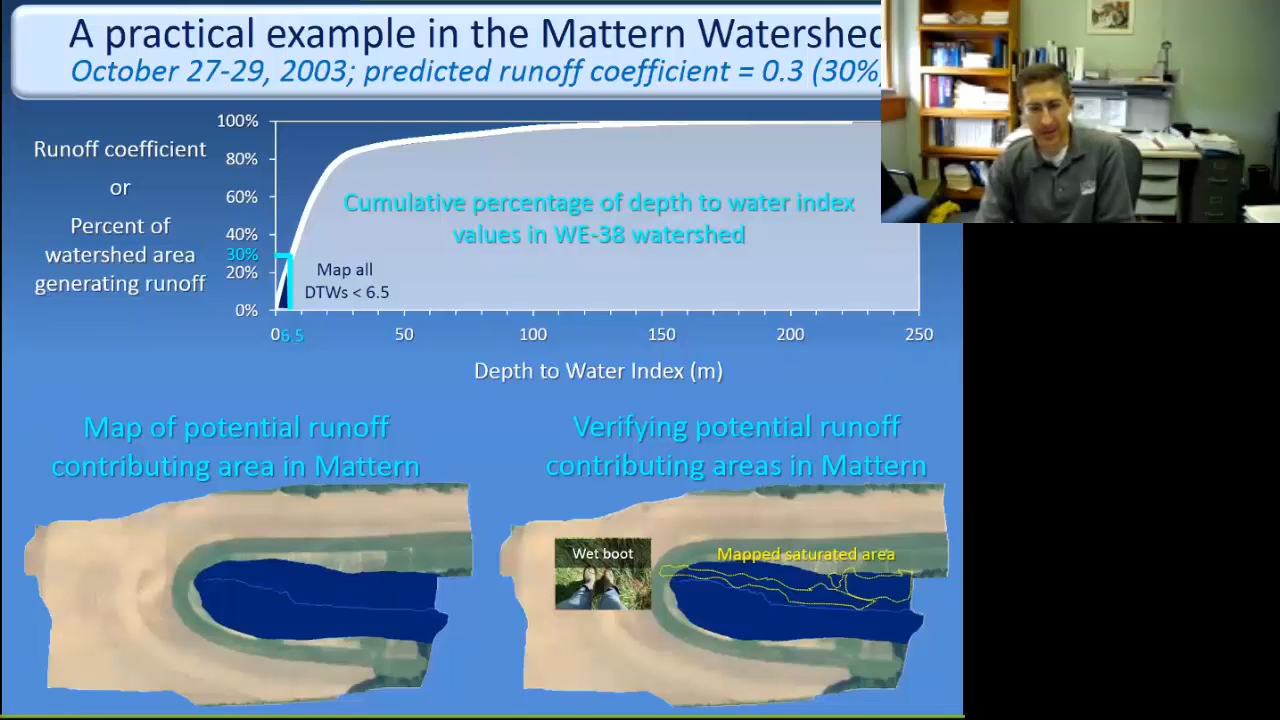 A practical example in the Mattern Watershed
October 27-29, 2003; predicted runoff coefficient = 0.3 (30%)
Runoff coefficient
or
Percent of
watershed area
generating runoff
100%
80%
60%
40%
30%
20%
0%
Cumulative percentage of depth to water index
values in WE-38 watershed
Map all
DTWs < 6.5
0
6.5
50
100
150
200
250
Depth to Water Index (m)
Map of potential runoff
contributing area in Mattern
Verifying potential runoff
contributing areas in Mattern
Wet boot
Mapped saturated area